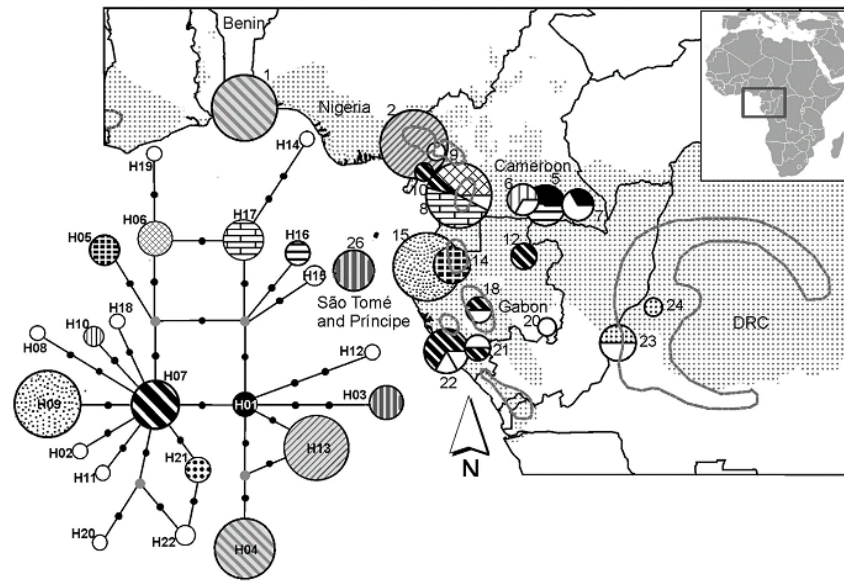 Benin
1
Nigeria
2
9
10
8
Cameroon
6
5
7
H19
H14
H06
H17
H05
H16
H15
26
São Tomé
and Príncipe
15
14
12
18
Gabon
20
21
22
23
24
DRC
H18
H10
H08
H07
H12
H09
H01
H03
H02
H11
H21
H13
H20
H22
H04
N